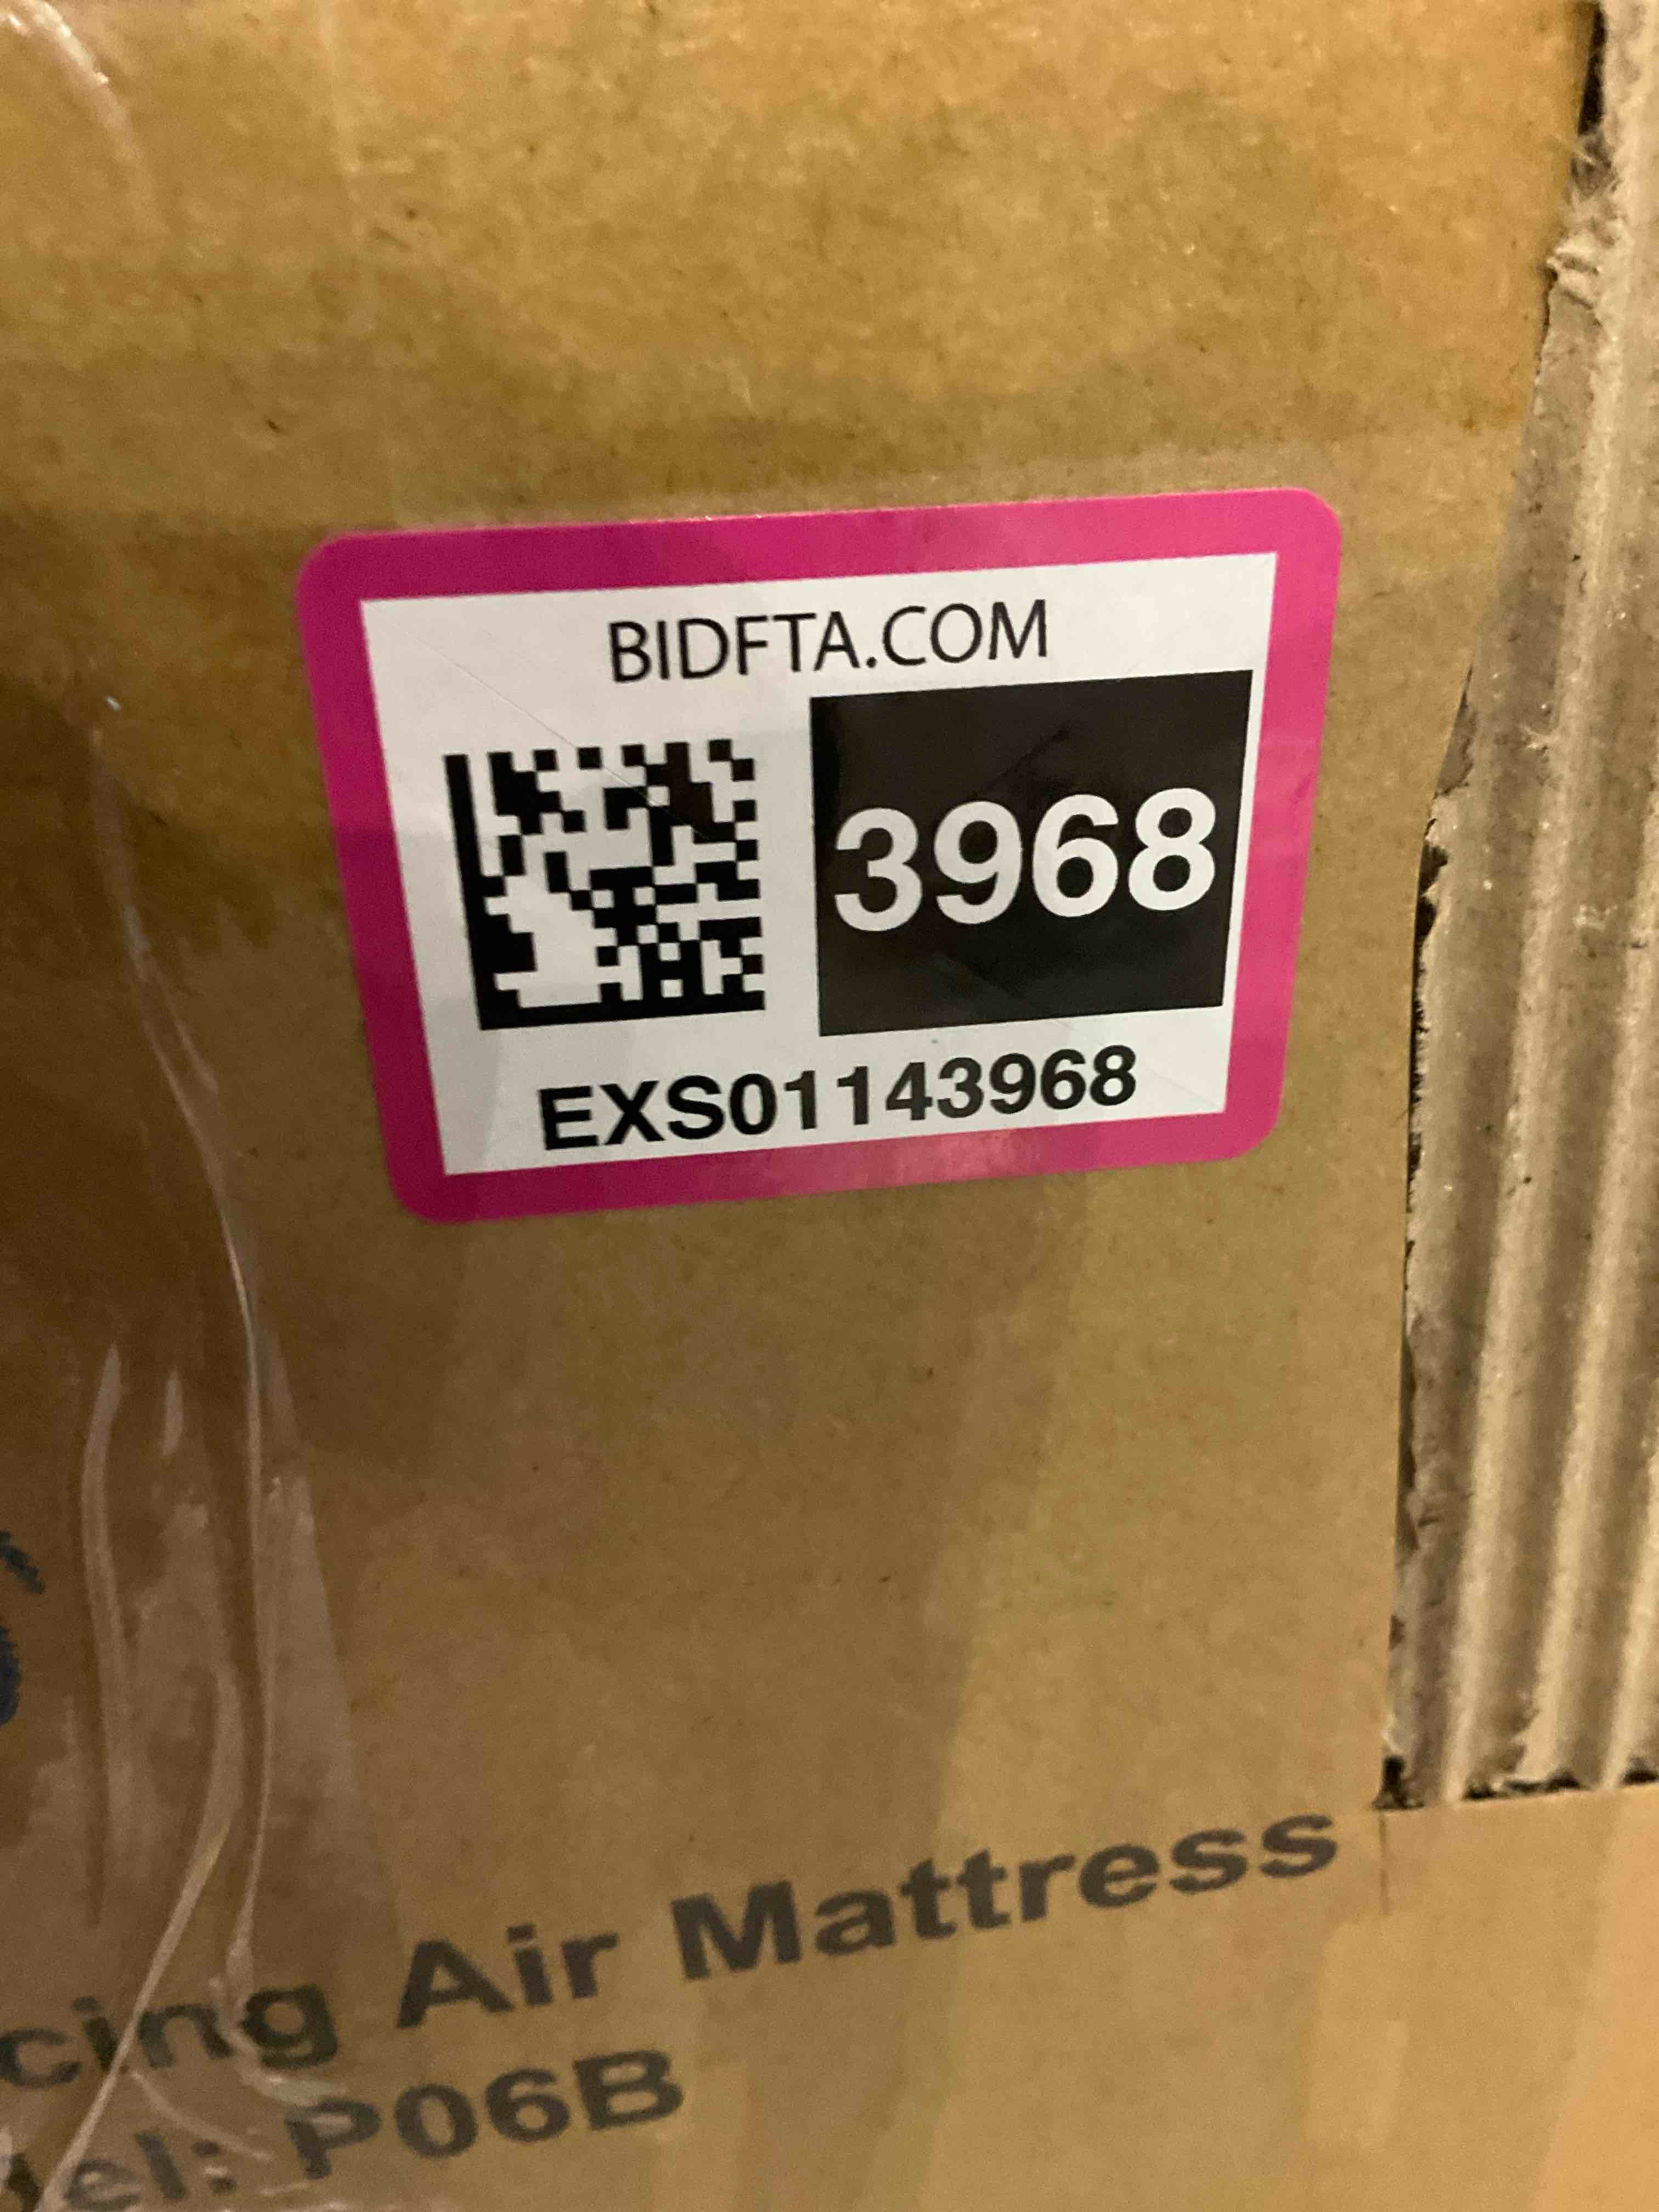 BIDFTA.COM
3968
EXS01143968
cing Air Mattress
el: P06B